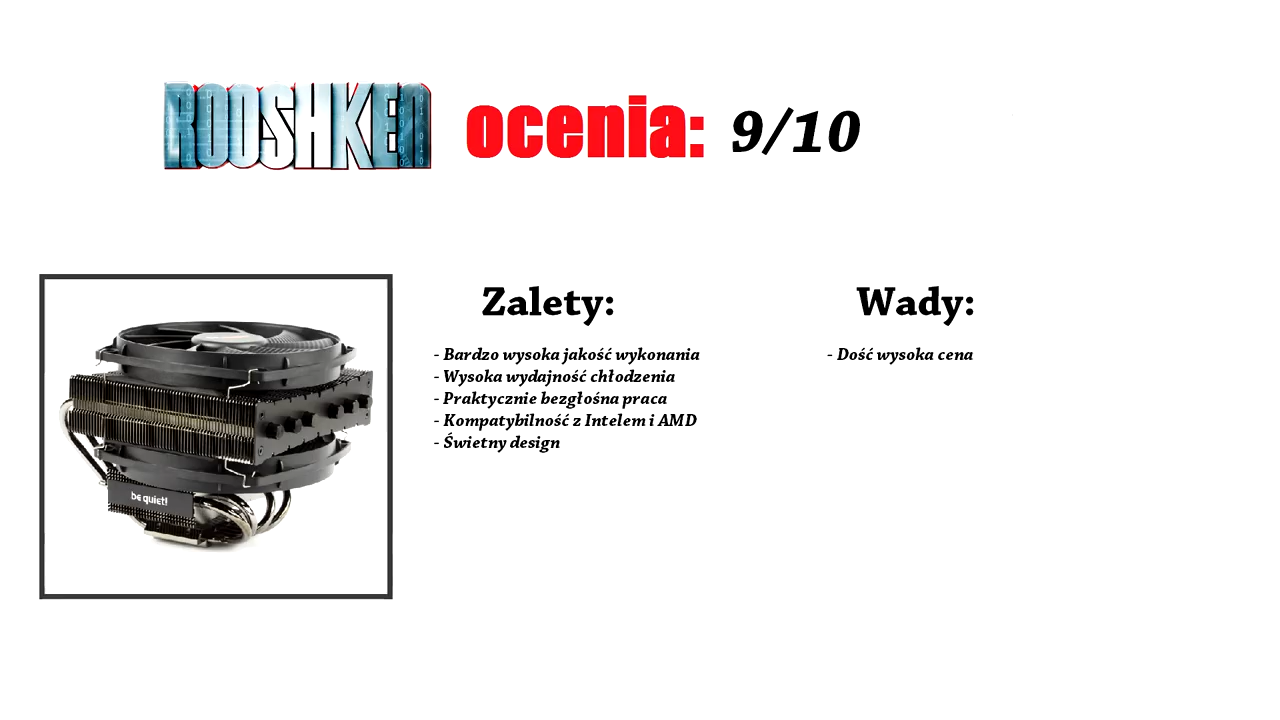 ROOSHKEN ocenia: 9/10
Zalety:
- Bardzo wysoka jakość wykonania
- Wysoka wydajność chłodzenia
- Praktycznie bezgłośna praca
- Kompatybilność z Intelem i AMD
- Świetny design
Wady:
- Dość wysoka cena
be quiet!